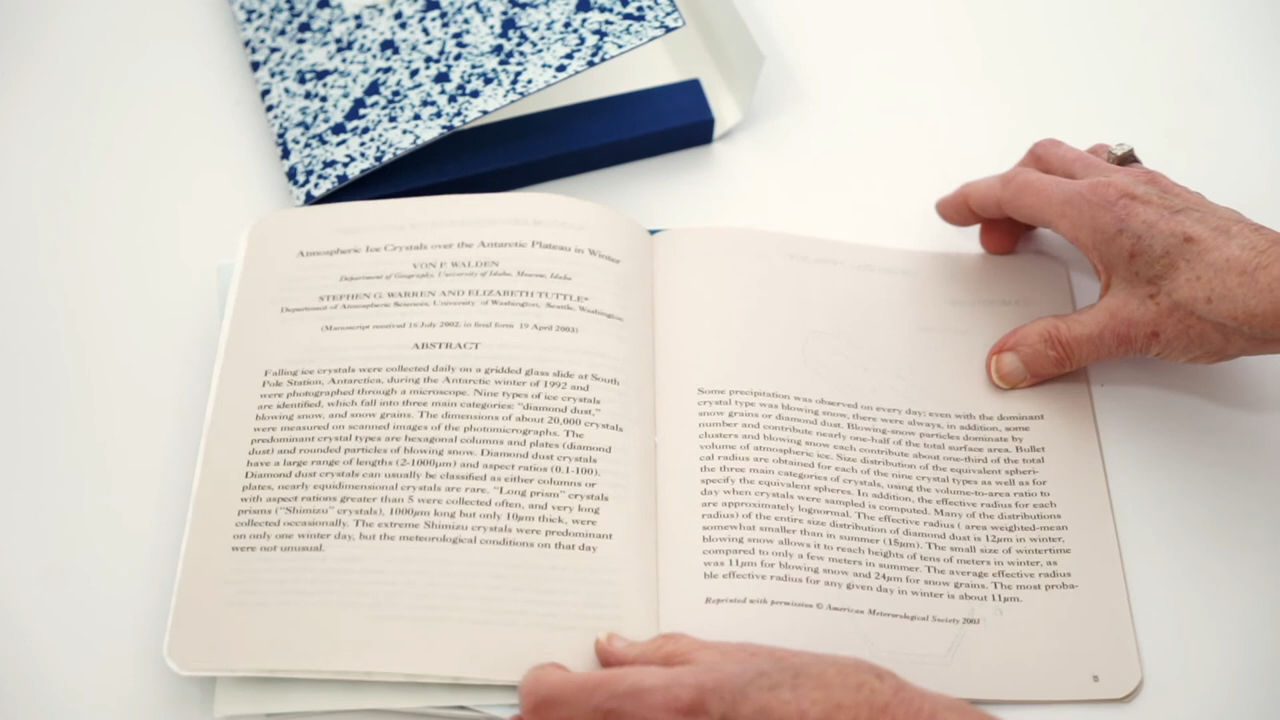 Atmospheric Ice Crystals over the Antarctic Plateau in Winter
VON P. WALDEN
Department of Geography, University of Idaho, Moscow, Idaho
STEPHEN G. WARREN AND ELIZABETH TUTTLE*
Department of Atmospheric Sciences, University of Washington, Seattle, Washington
(Manuscript received 16 July 2002, in final form 19 April 2003)
ABSTRACT
Falling ice crystals were collected daily on a gridded glass slide at South
Pole Station, Antarctica, during the Antarctic winter of 1992 and
were photographed through a microscope. Nine types of ice crystals
are identified, which fall into three main categories: "diamond dust,"
blowing snow, and snow grains. The dimensions of about 20,000 crystals
were measured on scanned images of the photomicrographs. The
predominant crystal types are hexagonal columns and plates (diamond
dust) and rounded particles of blowing snow. Diamond dust crystals
have a large range of lengths (2-1000µm) and aspect ratios (0.1-100).
Diamond dust crystals can usually be classified as either columns or
plates, nearly equidimensional crystals are rare. "Long prism" crystals
with aspect rations greater than 5 were collected often, and very long
prisms ("Shimizu" crystals), 1000µm long but only 10µm thick, were
collected occasionally. The extreme Shimizu crystals were predominant
on only one winter day, but the meteorological conditions on that day
were not unusual.
Some precipitation was observed on every day; even with the dominant
crystal type was blowing snow, there were always, in addition, some
snow grains or diamond dust. Blowing-snow particles dominate by
number and contribute nearly one-half of the total surface area. Bullet
clusters and blowing snow each contribute about one-third of the total
volume of atmospheric ice. Size distribution of the equivalent spheri-
cal radius are obtained for each of the nine crystal types as well as for
the three main categories of crystals, using the volume-to-area ratio to
specify the equivalent spheres. In addition, the effective radius for each
day when crystals were sampled is computed. Many of the distributions
are approximately lognormal. The effective radius ( area weighted-mean
radius) of the entire size distribution of diamond dust is 12µm in winter,
somewhat smaller than in summer (15µm). The small size of wintertime
blowing snow allows it to reach heights of tens of meters in winter, as
compared to only a few meters in summer. The average effective radius
was 11µm for blowing snow and 24µm for snow grains. The most proba-
ble effective radius for any given day in winter is about 11µm.
Reprinted with permission © American Meterorological Society 2003